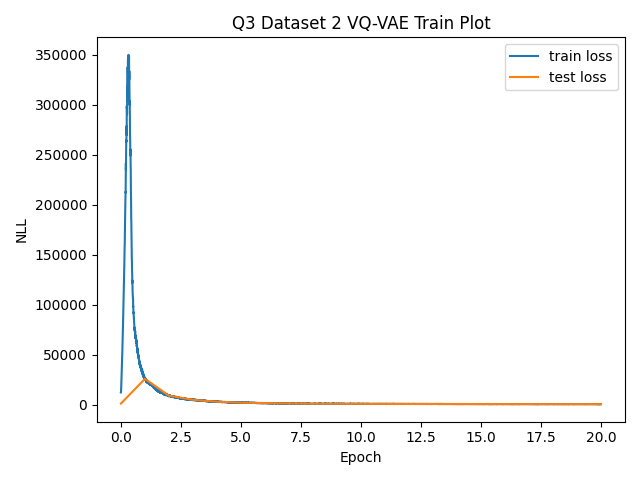 Q3 Dataset 2 VQ-VAE Train Plot
train loss
test loss
NLL
350000
300000
250000
200000
150000
100000
50000
0
0.0 2.5 5.0 7.5 10.0 12.5 15.0 17.5 20.0
Epoch